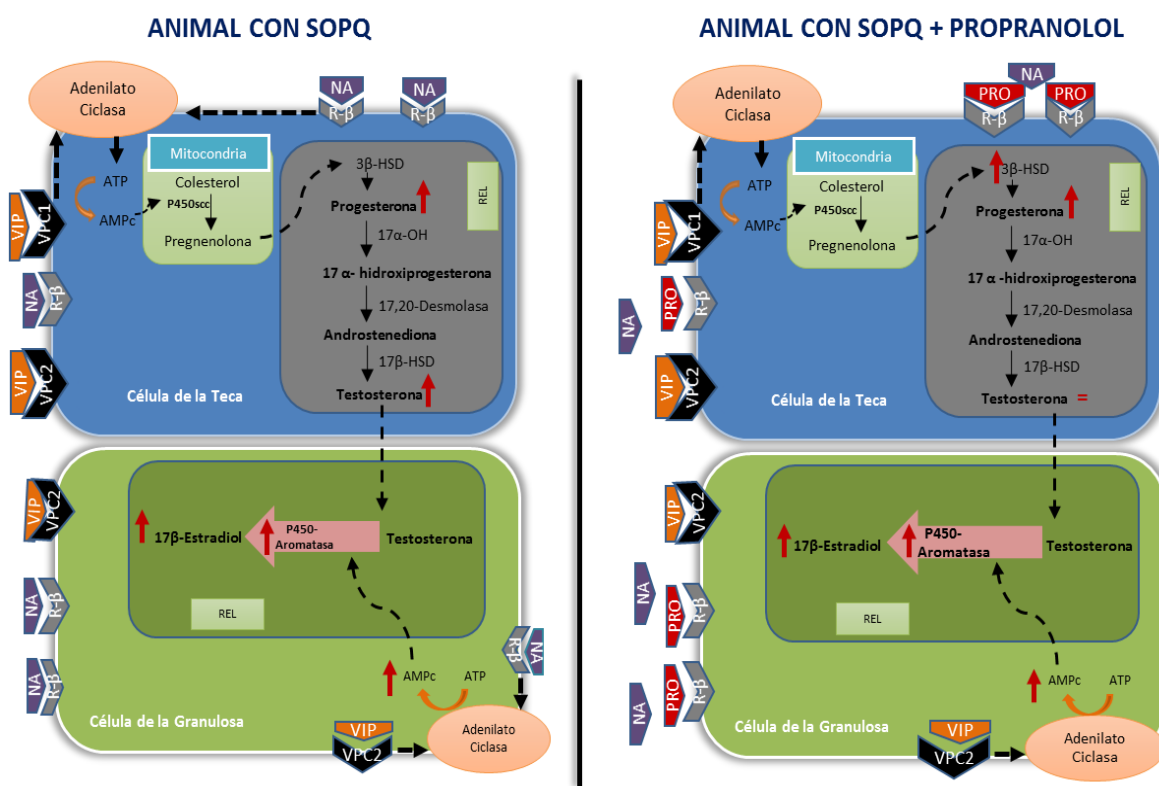 ANIMAL CON SOPQ
Adenilato
Ciclasa
NA
R-β
NA
R-β
Mitocondria
Colesterol
P450scc
Pregnenolona
ATP
AMPc
3β-HSD
REL
Progesterona
17α-OH
17 α- hidroxiprogesterona
17,20-Desmolasa
Androstenediona
17β-HSD
Testosterona
VIP
VPC1
NA
R-β
VIP
VPC2
Célula de la Teca
VIP
VPC2
17β-Estradiol
P450-
Aromatasa
Testosterona
REL
NA
R-β
NA
R-β
NA
R-β
AMPc
ATP
Célula de la Granulosa
VIP
VPC2
Adenilato
Ciclasa
ANIMAL CON SOPQ + PROPRANOLOL
Adenilato
Ciclasa
NA
PRO
R-β
PRO
R-β
Mitocondria
Colesterol
P450scc
Pregnenolona
ATP
AMPc
3β-HSD
REL
Progesterona
17α-OH
17 α -hidroxiprogesterona
17,20-Desmolasa
Androstenediona
17β-HSD
Testosterona =
VIP
VPC1
NA
PRO
R-β
VIP
VPC2
Célula de la Teca
VIP
VPC2
17β-Estradiol
P450-
Aromatasa
Testosterona
REL
NA
PRO
R-β
NA
PRO
R-β
AMPc
ATP
Célula de la Granulosa
VIP
VPC2
Adenilato
Ciclasa